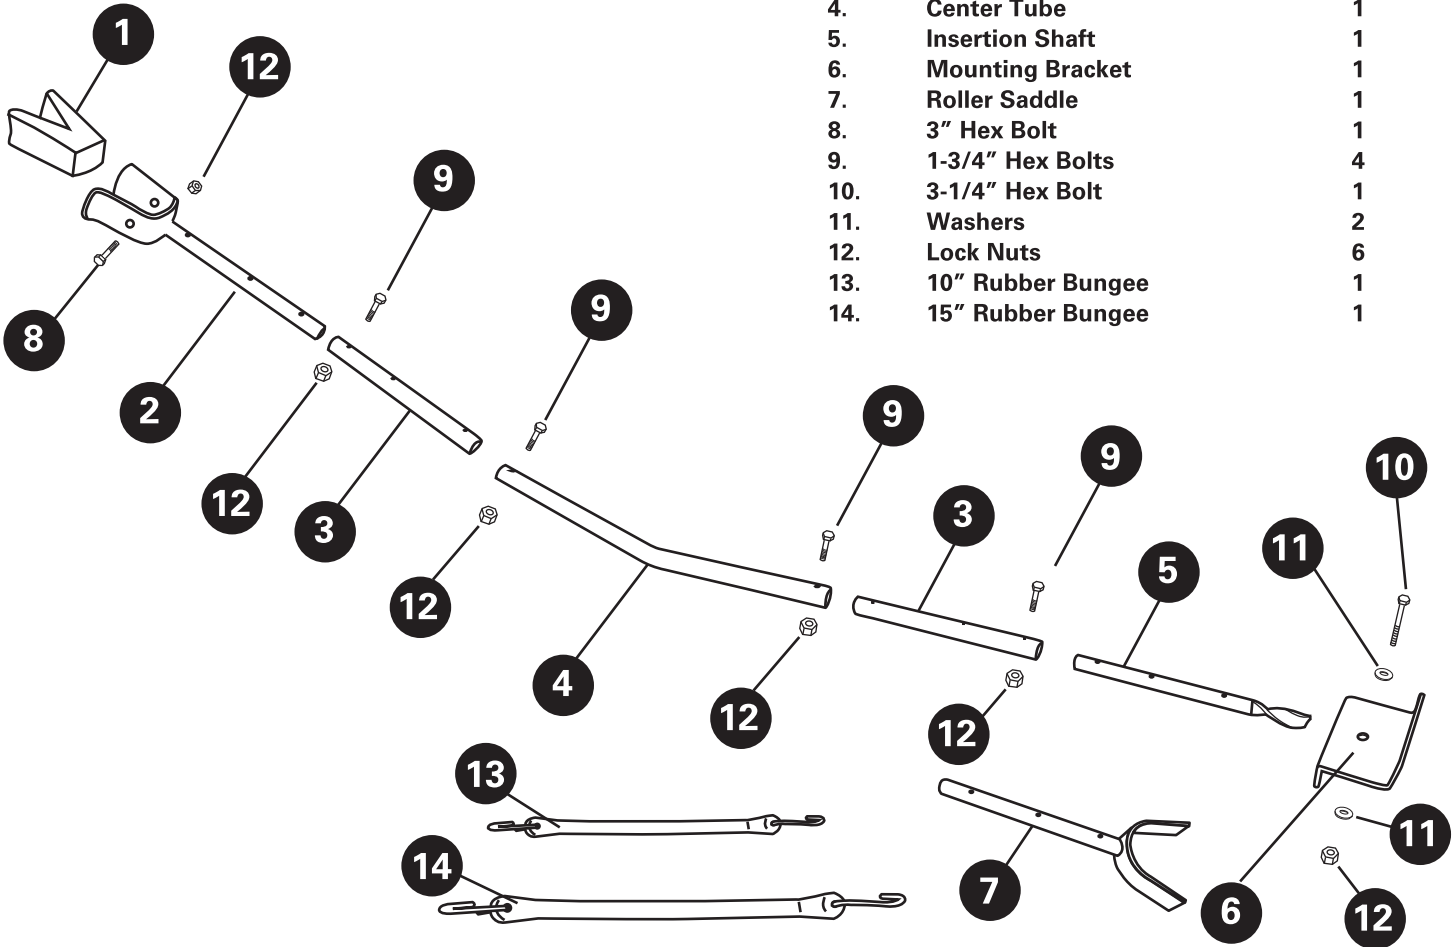 4. Center Tube 1
5. Insertion Shaft 1
6. Mounting Bracket 1
7. Roller Saddle 1
8. 3″ Hex Bolt 1
9. 1-3/4″ Hex Bolts 4
10. 3-1/4″ Hex Bolt 1
11. Washers 2
12. Lock Nuts 6
13. 10″ Rubber Bungee 1
14. 15″ Rubber Bungee 1
1
12
9
9
8
2
12
3
12
4
9
12
3
9
12
5
11
10
13
14
7
6
11
12